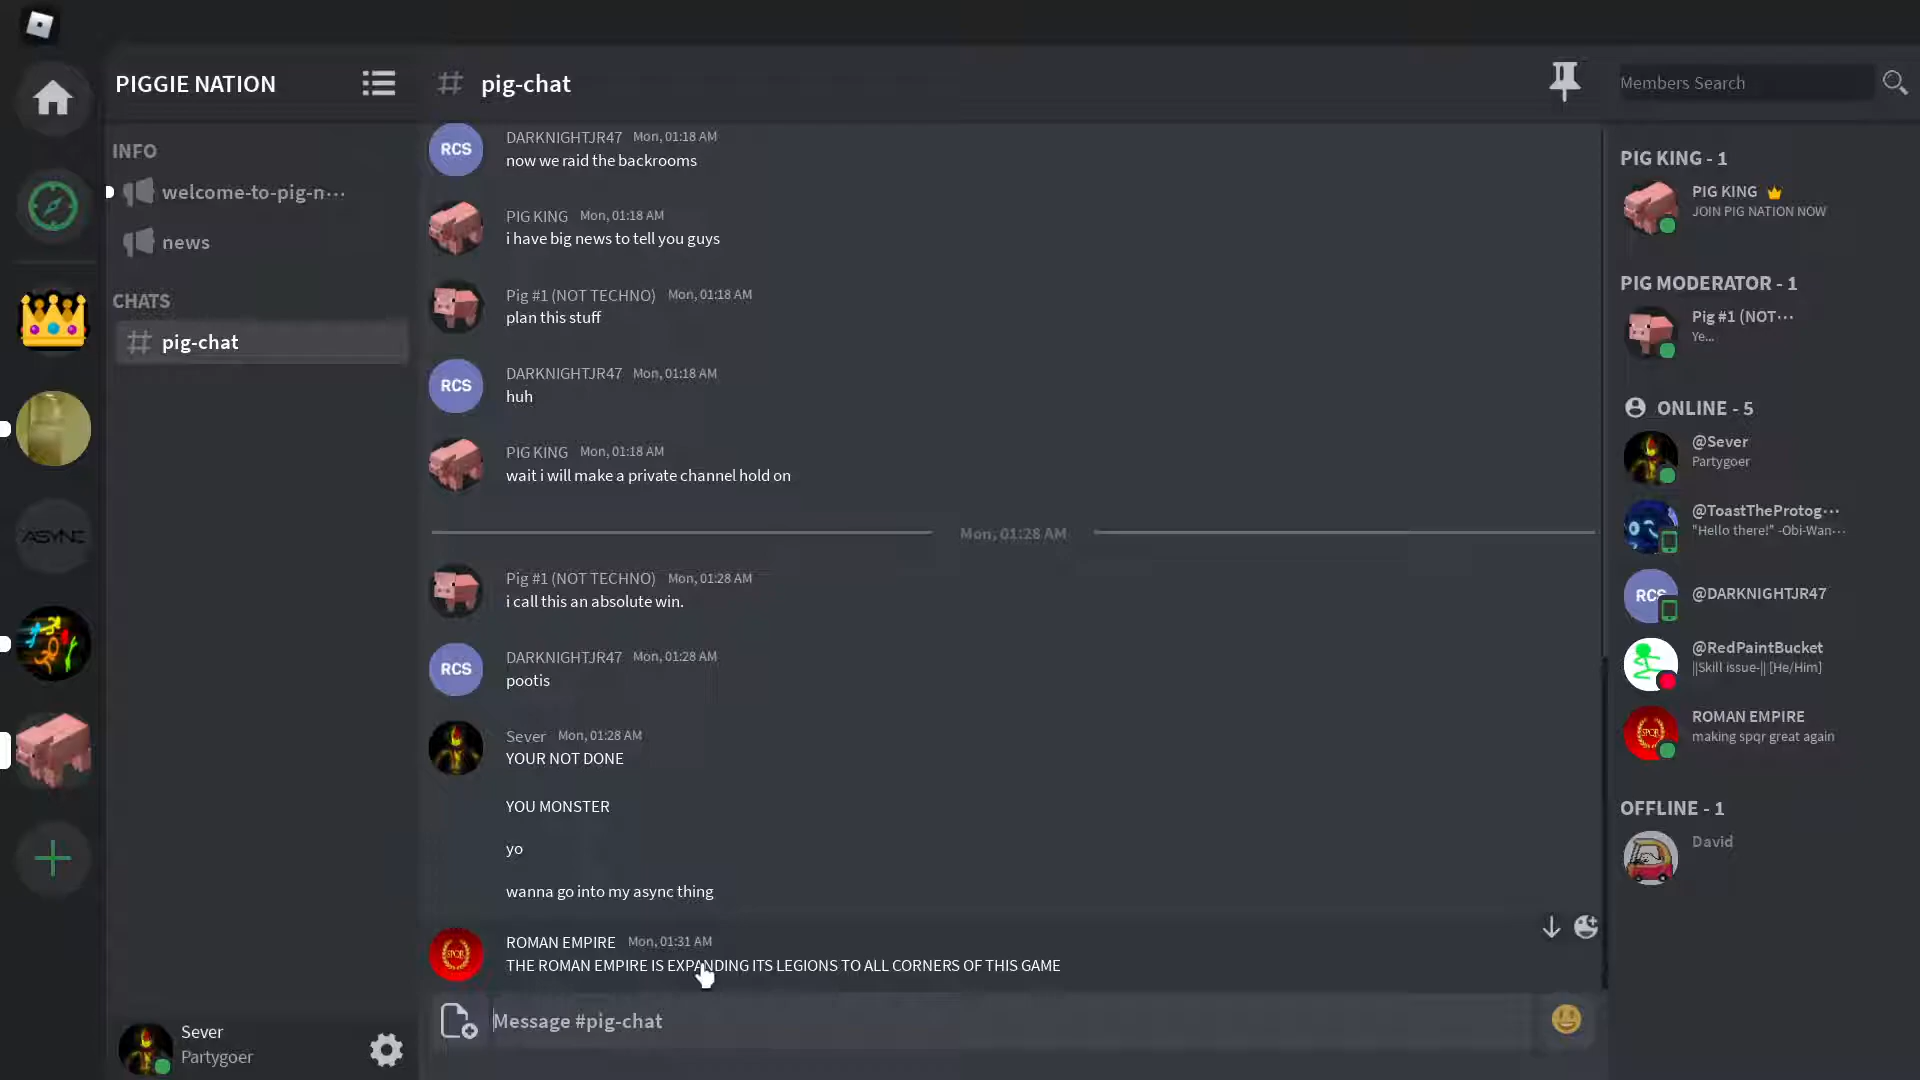 PIGGIE NATION
INFO
welcome-to-pig-n···
news
CHATS
pig-chat
ASYNC
Sever
Partygoer
# pig-chat
RCS
DARKNIGHTJR47 Mon, 01:18 AM
now we raid the backrooms
PIG KING Mon, 01:18 AM
i have big news to tell you guys
Pig #1 (NOT TECHNO) Mon, 01:18 AM
plan this stuff
RCS
DARKNIGHTJR47 Mon, 01:18 AM
huh
PIG KING Mon, 01:18 AM
wait i will make a private channel hold on
Mon, 01:28 AM
Pig #1 (NOT TECHNO) Mon, 01:28 AM
i call this an absolute win.
RCS
DARKNIGHTJR47 Mon, 01:28 AM
pootis
Sever Mon, 01:28 AM
YOUR NOT DONE
YOU MONSTER
yo
wanna go into my async thing
SPQR
ROMAN EMPIRE Mon, 01:31 AM
THE ROMAN EMPIRE IS EXPANDING ITS LEGIONS TO ALL CORNERS OF THIS GAME
Message #pig-chat
Members Search
PIG KING - 1
PIG KING
JOIN PIG NATION NOW
PIG MODERATOR - 1
Pig #1 (NOT···
Ye...
ONLINE - 5
@Sever
Partygoer
@ToastTheProtog···
"Hello there!" -Obi-Wan···
RCS
@DARKNIGHTJR47
@RedPaintBucket
||Skill issue-|| [He/Him]
SPQR
ROMAN EMPIRE
making spqr great again
OFFLINE - 1
David